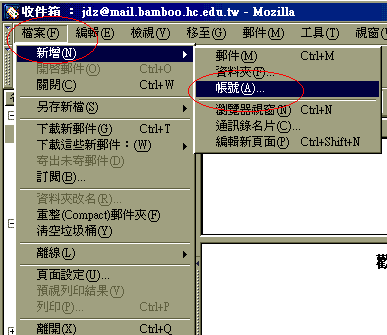 收件箱： jdz@mail.bamboo.hc.edu.tw - Mozilla
檔案(F) 編輯(E) 檢視(V) 移至(G) 郵件(M) 工具(T) 視窗(
新增(N)
開啓郵件(O) Ctrl+O
關閉(C) Ctrl+W
另存新檔(S)
下載新郵件(G) Ctrl+T
下載這些新郵件：(W)
寄出未寄郵件(D)
訂閱(B)...
資料夾改名(R)...
重整(Compact)郵件夾(F)
清空垃圾桶(Y)
離線(L)
頁面設定(U)...
預視列印結果(V)
列印(P)... Ctrl+P
離開(X) Ctrl+Q
郵件(M) Ctrl+M
資料夾(F)...
帳號(A)...
瀏覽器視窗(N) Ctrl+N
通訊錄名片(C)...
編輯新頁面(P) Ctrl+Shift+N